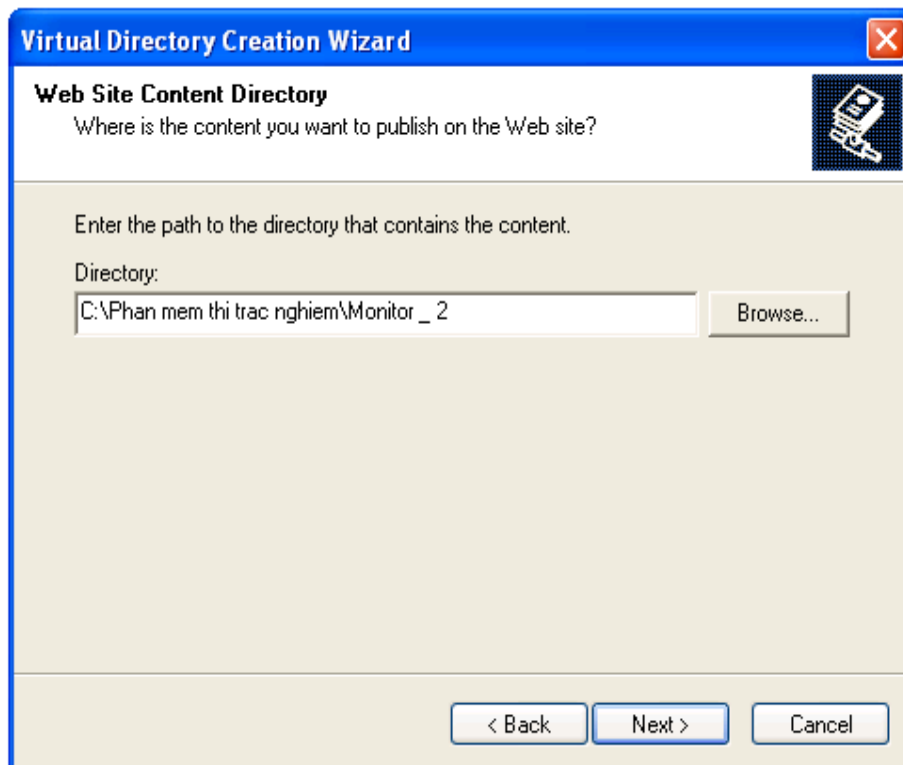 Virtual Directory Creation Wizard
Web Site Content Directory
Where is the content you want to publish on the Web site?
Enter the path to the directory that contains the content.
Directory:
C:\Phan mem thi trac nghiem\Monitor _ 2
Browse...
< Back
Next >
Cancel